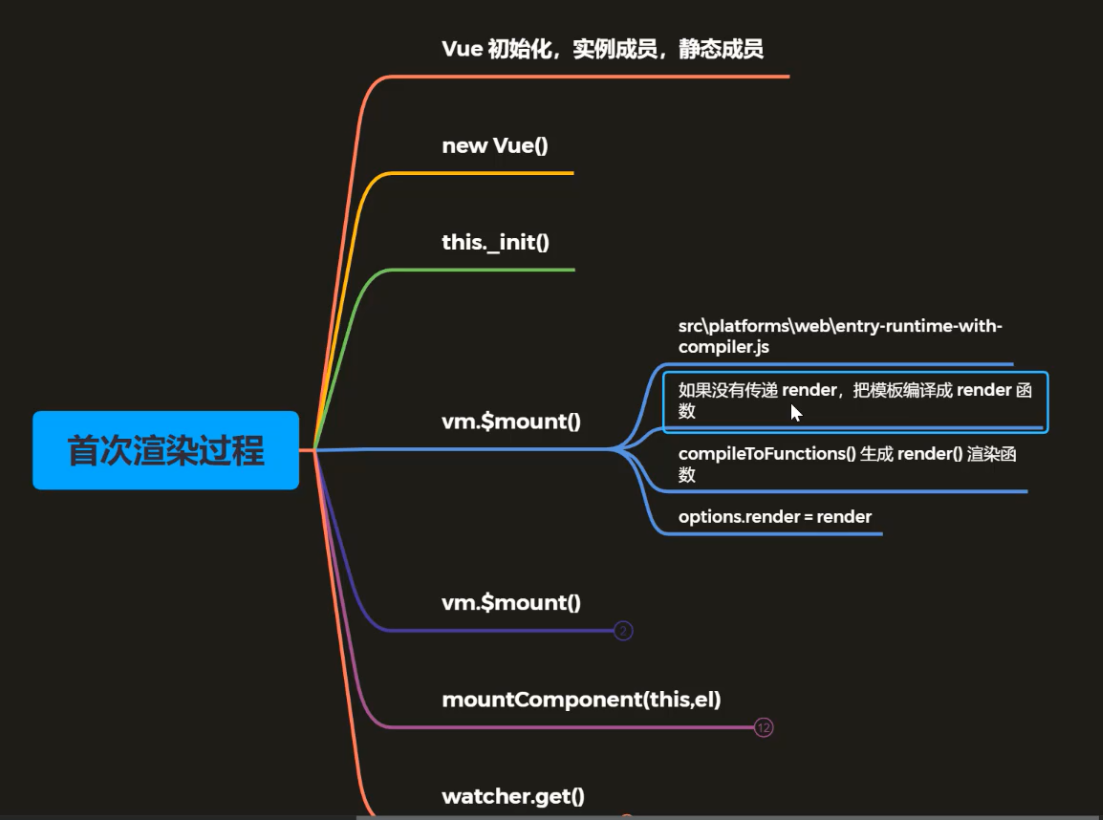 Vue 初始化，实例成员，静态成员
new Vue()
this._init()
首次渲染过程
vm.$mount()
src\platforms\web\entry-runtime-with-
compiler.js
如果没有传递 render，把模板编译成 render 函
数
compileToFunctions() 生成 render() 渲染函
数
options.render = render
vm.$mount()
2
mountComponent(this,el)
12
watcher.get()